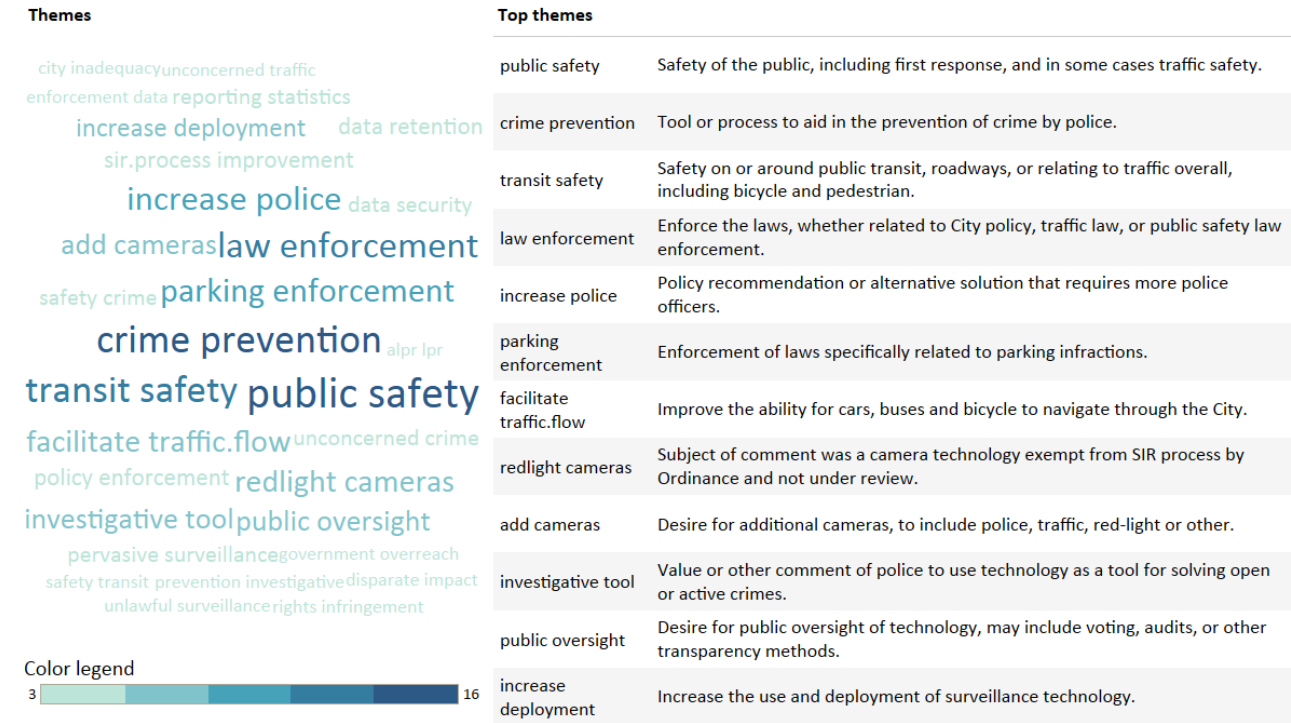 Themes
city inadequacy unconcerned traffic
enforcement data reporting statistics
increase deployment data retention
sir.process improvement
increase police data security
add cameras law enforcement
safety crime parking enforcement
crime prevention alpr lpr
transit safety public safety
facilitate traffic.flow unconcerned crime
policy enforcement redlight cameras
investigative tool public oversight
pervasive surveillance government overreach
safety transit prevention investigative disparate impact
unlawful surveillance rights infringement
Color legend
3 16
Top themes
public safety Safety of the public, including first response, and in some cases traffic safety.
crime prevention Tool or process to aid in the prevention of crime by police.
transit safety Safety on or around public transit, roadways, or relating to traffic overall,
including bicycle and pedestrian.
law enforcement Enforce the laws, whether related to City policy, traffic law, or public safety law
enforcement.
increase police Policy recommendation or alternative solution that requires more police
officers.
parking
enforcement Enforcement of laws specifically related to parking infractions.
facilitate
traffic.flow Improve the ability for cars, buses and bicycle to navigate through the City.
redlight cameras Subject of comment was a camera technology exempt from SIR process by
Ordinance and not under review.
add cameras Desire for additional cameras, to include police, traffic, red-light or other.
investigative tool Value or other comment of police to use technology as a tool for solving open
or active crimes.
public oversight Desire for public oversight of technology, may include voting, audits, or other
transparency methods.
increase
deployment Increase the use and deployment of surveillance technology.